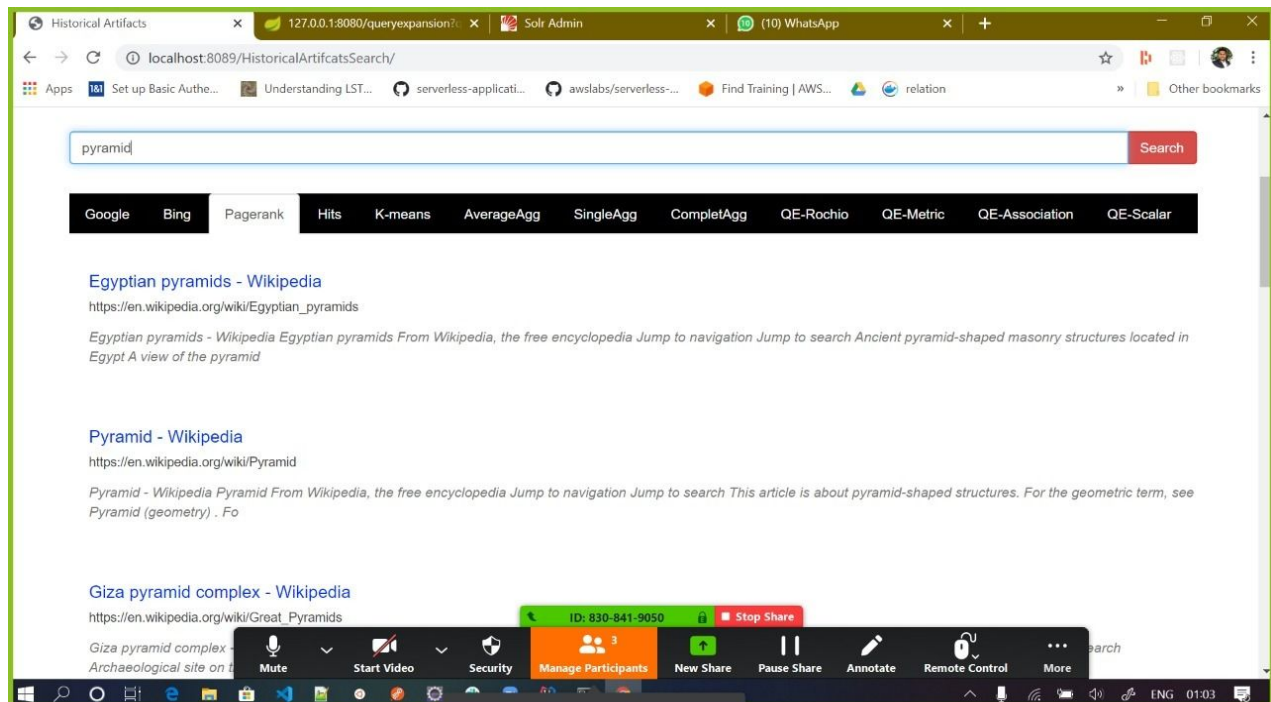 Historical Artifacts
127.0.0.1:8080/queryexpansion?
Solr Admin
(10) WhatsApp
localhost:8089/HistoricalArtifcatsSearch/
Apps
1&1
Set up Basic Authe...
Understanding LST...
serverless-applicati...
awslabs/serverless-...
Find Training | AWS...
relation
»
Other bookmarks
pyramid
Search
Google Bing Pagerank Hits K-means AverageAgg SingleAgg CompletAgg QE-Rochio QE-Metric QE-Association QE-Scalar
Egyptian pyramids - Wikipedia
https://en.wikipedia.org/wiki/Egyptian_pyramids
Egyptian pyramids - Wikipedia Egyptian pyramids From Wikipedia, the free encyclopedia Jump to navigation Jump to search Ancient pyramid-shaped masonry structures located in
Egypt A view of the pyramid
Pyramid - Wikipedia
https://en.wikipedia.org/wiki/Pyramid
Pyramid - Wikipedia Pyramid From Wikipedia, the free encyclopedia Jump to navigation Jump to search This article is about pyramid-shaped structures. For the geometric term, see
Pyramid (geometry) . Fo
Giza pyramid complex - Wikipedia
https://en.wikipedia.org/wiki/Great_Pyramids
ID: 830-841-9050
Stop Share
Giza pyramid complex -
earch
Archaeological site on
3
Mute
Start Video
Security
Manage Participants
New Share
Pause Share
Annotate
Remote Control
More
ENG 01:03